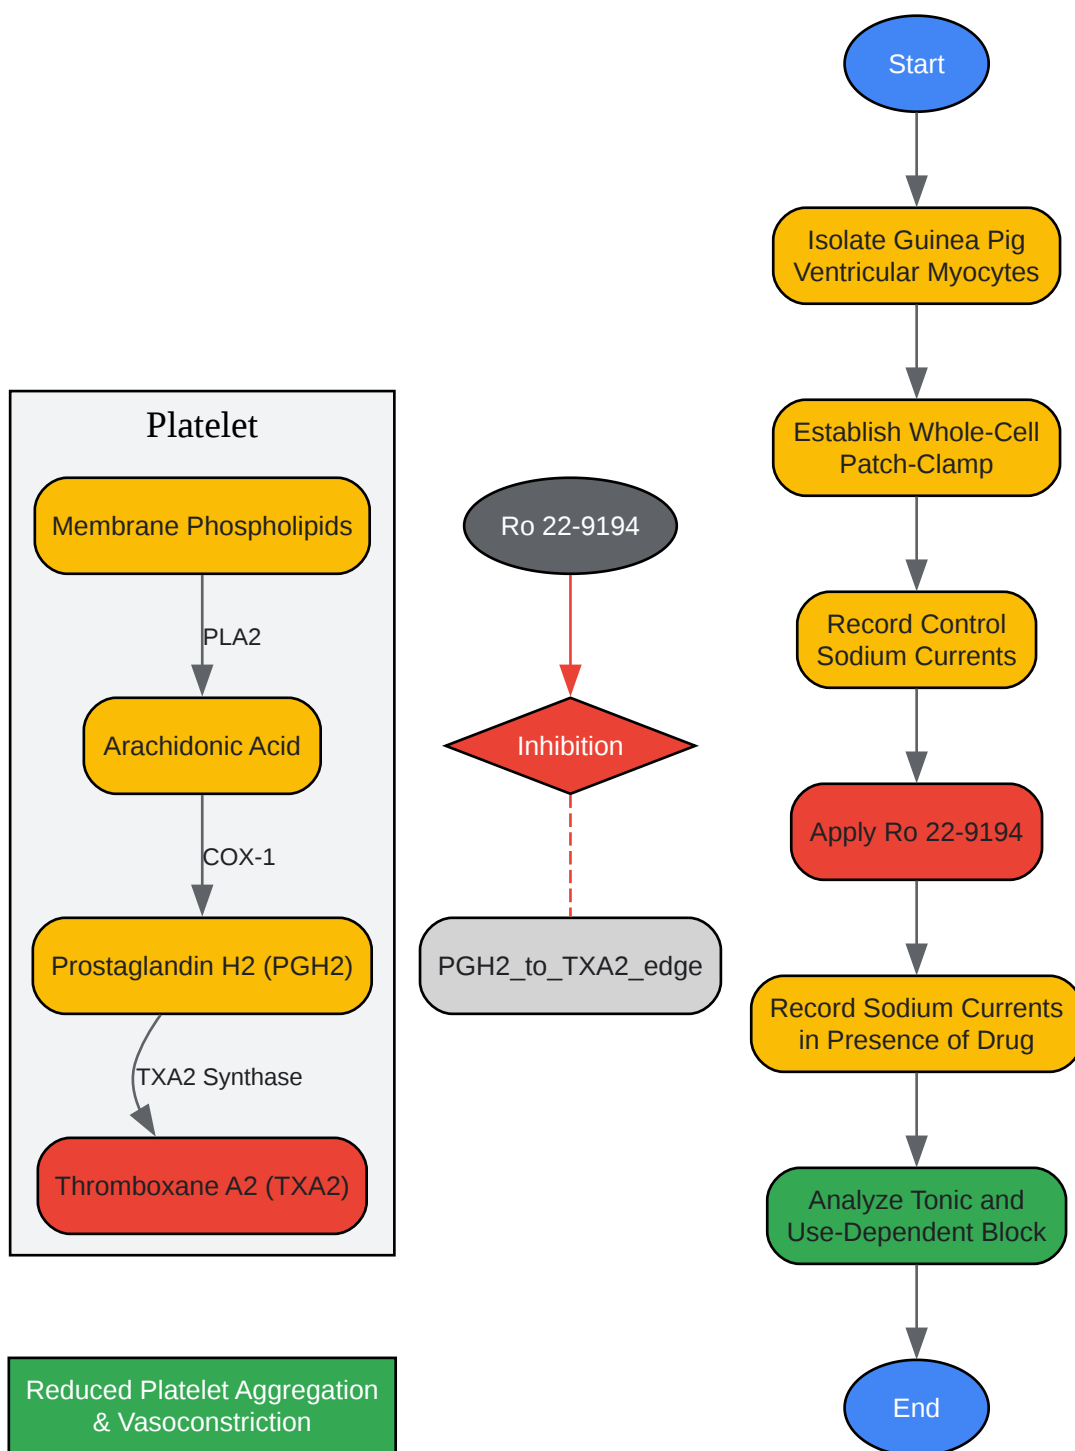 Platelet
Membrane Phospholipids
PLA2
Arachidonic Acid
COX-1
Prostaglandin H2 (PGH2)
TXA2 Synthase
Thromboxane A2 (TXA2)
Reduced Platelet Aggregation
& Vasoconstriction
Ro 22-9194
Inhibition
PGH2_to_TXA2_edge
Start
Isolate Guinea Pig
Ventricular Myocytes
Establish Whole-Cell
Patch-Clamp
Record Control
Sodium Currents
Apply Ro 22-9194
Record Sodium Currents
in Presence of Drug
Analyze Tonic and
Use-Dependent Block
End